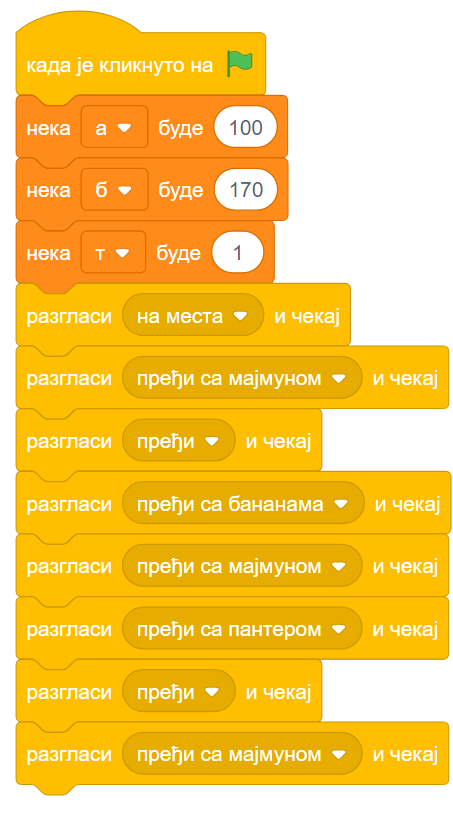 када је кликнуто на
нека а буде 100
нека б буде 170
нека т буде 1
разгласи на места и чекај
разгласи пређи са мајмуном и чекај
разгласи пређи и чекај
разгласи пређи са бананама и чекај
разгласи пређи са мајмуном и чекај
разгласи пређи са пантером и чекај
разгласи пређи и чекај
разгласи пређи са мајмуном и чекај